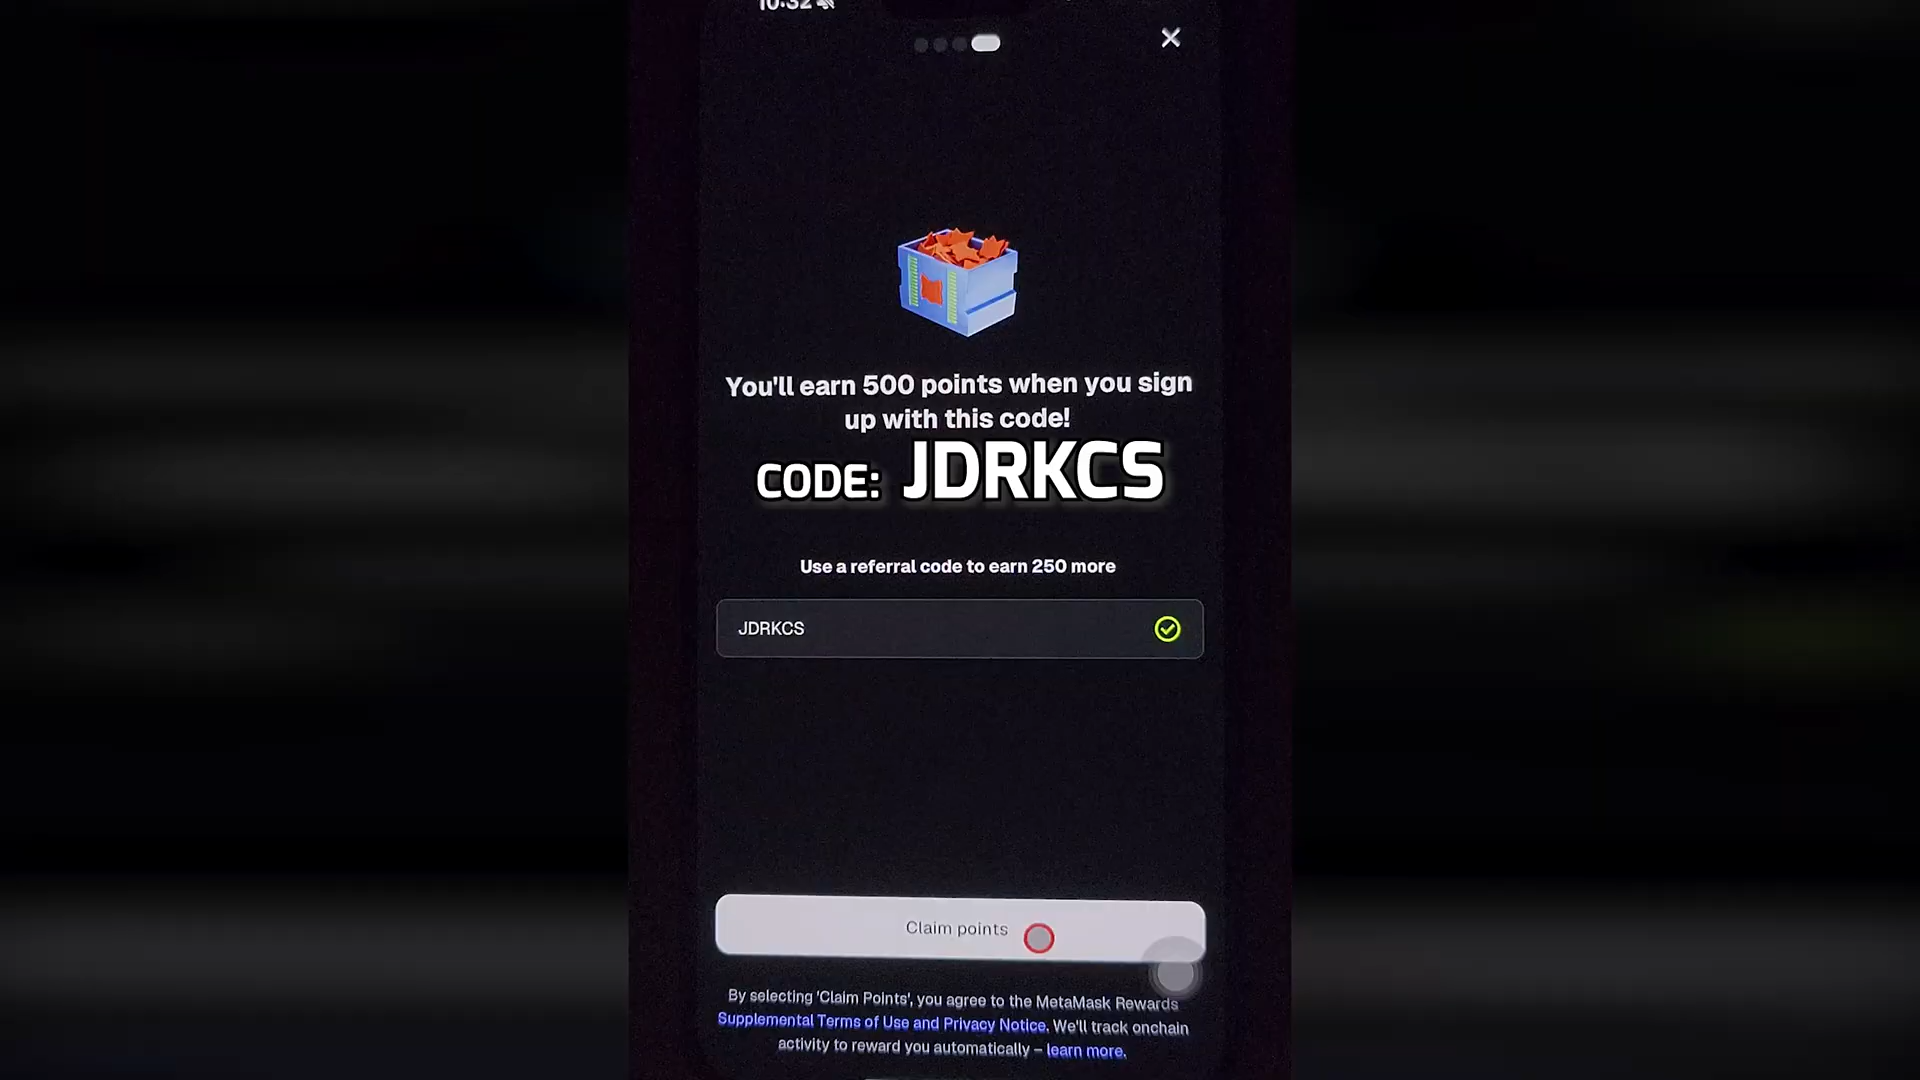 10:32
You'll earn 500 points when you sign
up with this code!
CODE: JDRKCS
Use a referral code to earn 250 more
JDRKCS
Claim points
By selecting 'Claim Points', you agree to the MetaMask Rewards
Supplemental Terms of Use and Privacy Notice. We'll track onchain
activity to reward you automatically – learn more.